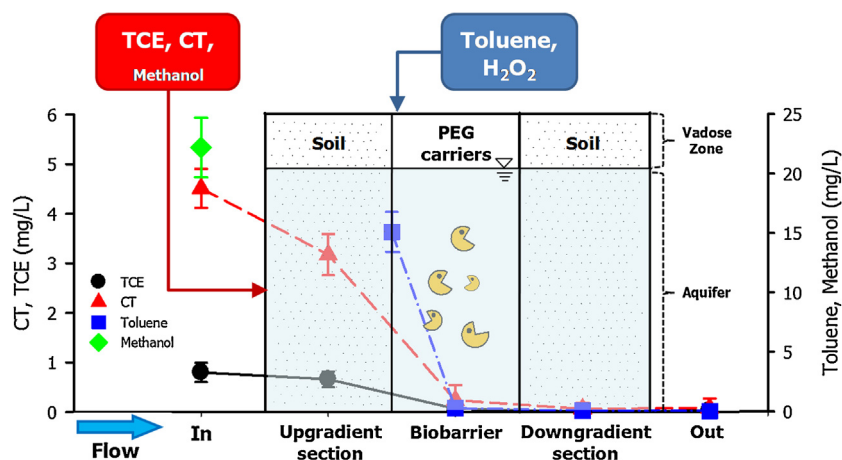 TCE, CT,
Methanol
Toluene,
H₂O₂
6
5
4
3
2
1
0
CT, TCE (mg/L)
TCE
CT
Toluene
Methanol
Soil
PEG
carriers
Soil
Vadose
Zone
Aquifer
25
20
15
10
5
0
Toluene, Methanol (mg/L)
In
Upgradient
section
Biobarrier
Downgradient
section
Out
Flow